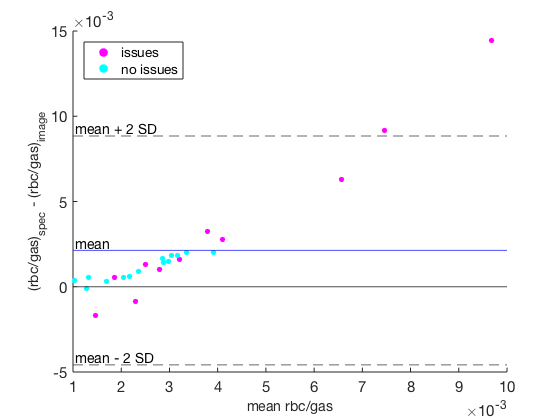 ×10⁻³
15
issues
no issues
10
mean + 2 SD
5
mean
0
mean - 2 SD
-5
1 2 3 4 5 6 7 8 9 10
mean rbc/gas
×10⁻³
(rbc/gas)spec - (rbc/gas)image